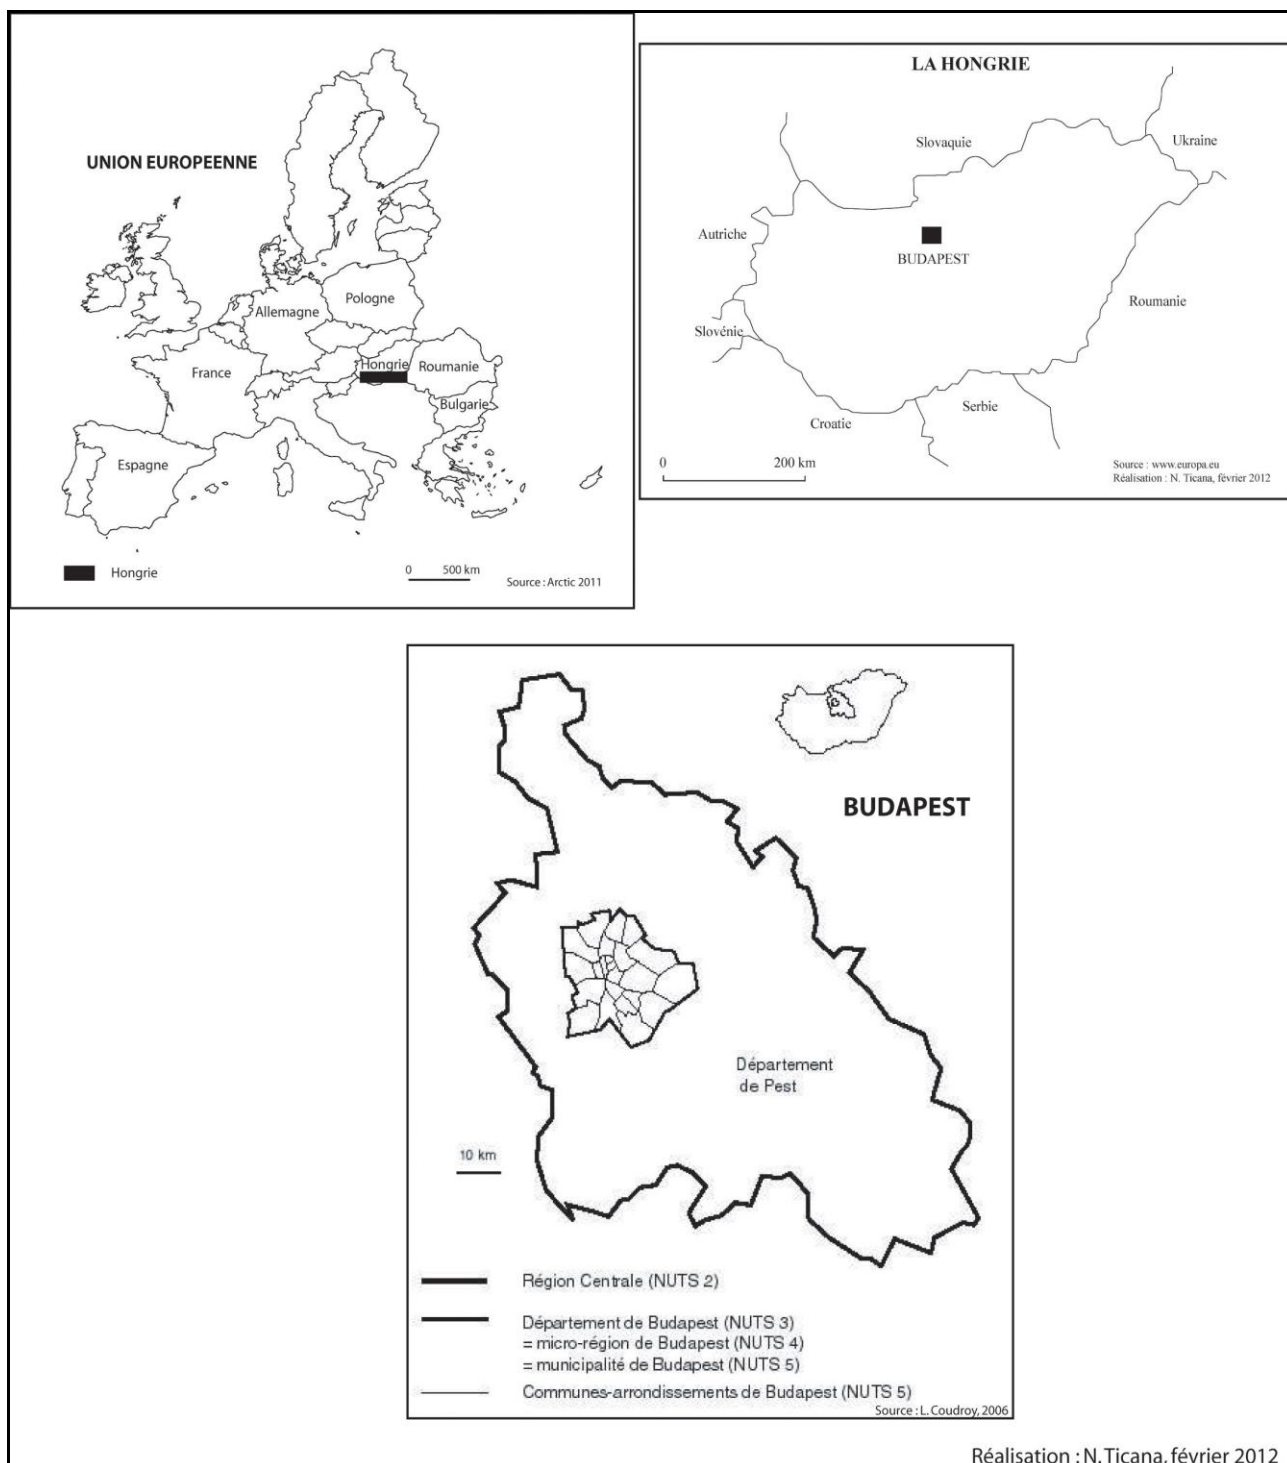 UNION EUROPEENNE
Allemagne
Pologne
France
Hongrie
Roumanie
Bulgarie
Espagne
Hongrie
0 500 km
Source : Arctic 2011
LA HONGRIE
Slovaquie
Ukraine
Autriche
BUDAPEST
Roumanie
Slovénie
Serbie
Croatie
0 200 km
Source : www.europa.eu
Réalisation : N. Ticana, février 2012
BUDAPEST
Département
de Pest
10 km
Région Centrale (NUTS 2)
Département de Budapest (NUTS 3)
= micro-région de Budapest (NUTS 4)
= municipalité de Budapest (NUTS 5)
Communes-arrondissements de Budapest (NUTS 5)
Source : L. Coudroy, 2006
Réalisation : N. Ticana, février 2012